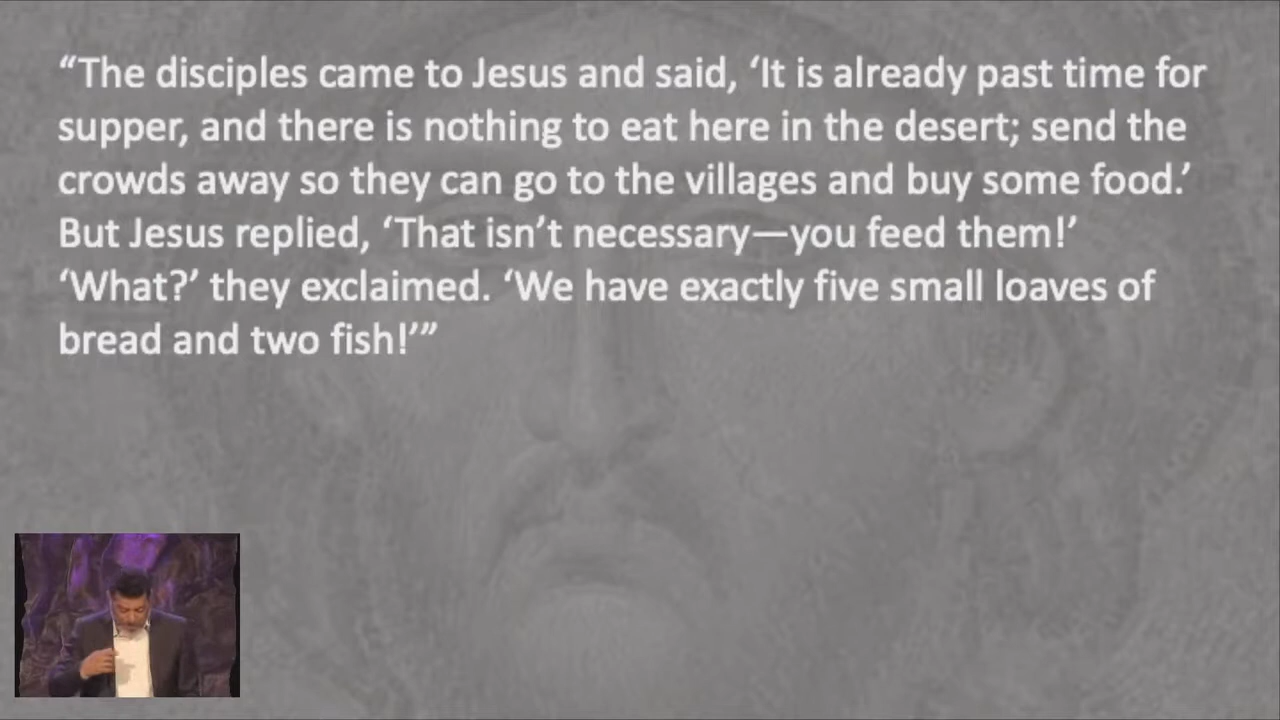 “The disciples came to Jesus and said, ‘It is already past time for
supper, and there is nothing to eat here in the desert; send the
crowds away so they can go to the villages and buy some food.’
But Jesus replied, ‘That isn’t necessary—you feed them!’
‘What?’ they exclaimed. ‘We have exactly five small loaves of
bread and two fish!’”